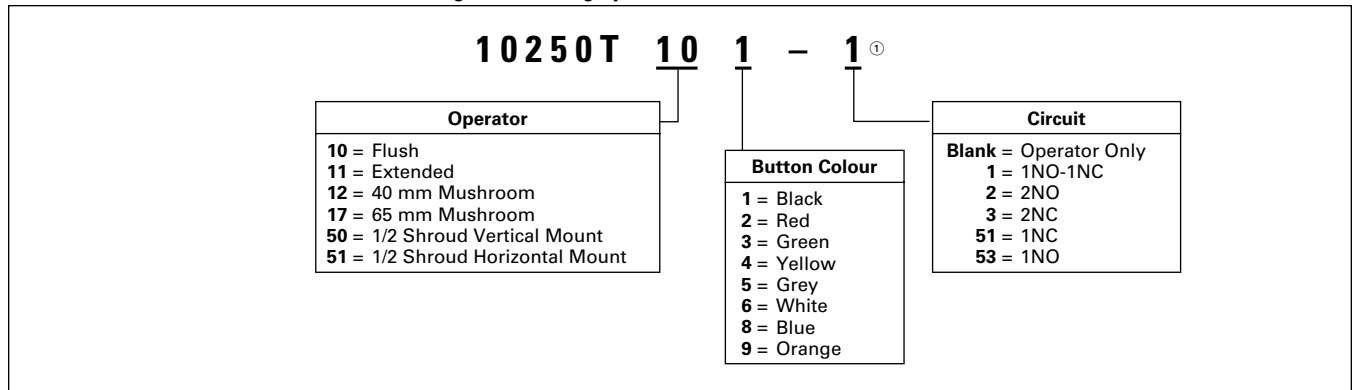 10250T 10 1 – 1 ①
Operator
10 = Flush
11 = Extended
12 = 40 mm Mushroom
17 = 65 mm Mushroom
50 = 1/2 Shroud Vertical Mount
51 = 1/2 Shroud Horizontal Mount
Button Colour
1 = Black
2 = Red
3 = Green
4 = Yellow
5 = Grey
6 = White
8 = Blue
9 = Orange
Circuit
Blank = Operator Only
1 = 1NO-1NC
2 = 2NO
3 = 2NC
51 = 1NC
53 = 1NO